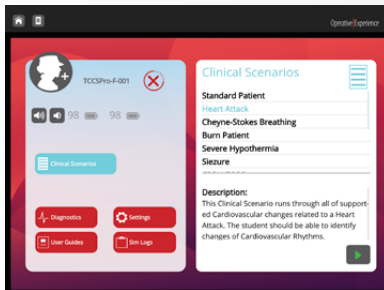 Operative Experience
TCCSPro-F-001
98 98
Clinical Scenarios
Diagnostics
Settings
User Guides
Sim Logs
Clinical Scenarios
Standard Patient
Heart Attack
Cheyne-Stokes Breathing
Burn Patient
Severe Hypothermia
Siezure
Description:
This Clinical Scenario runs through all of support-
ed Cardiovascular changes related to a Heart
Attack. The student should be able to identify
changes of Cardiovascular Rhythms.